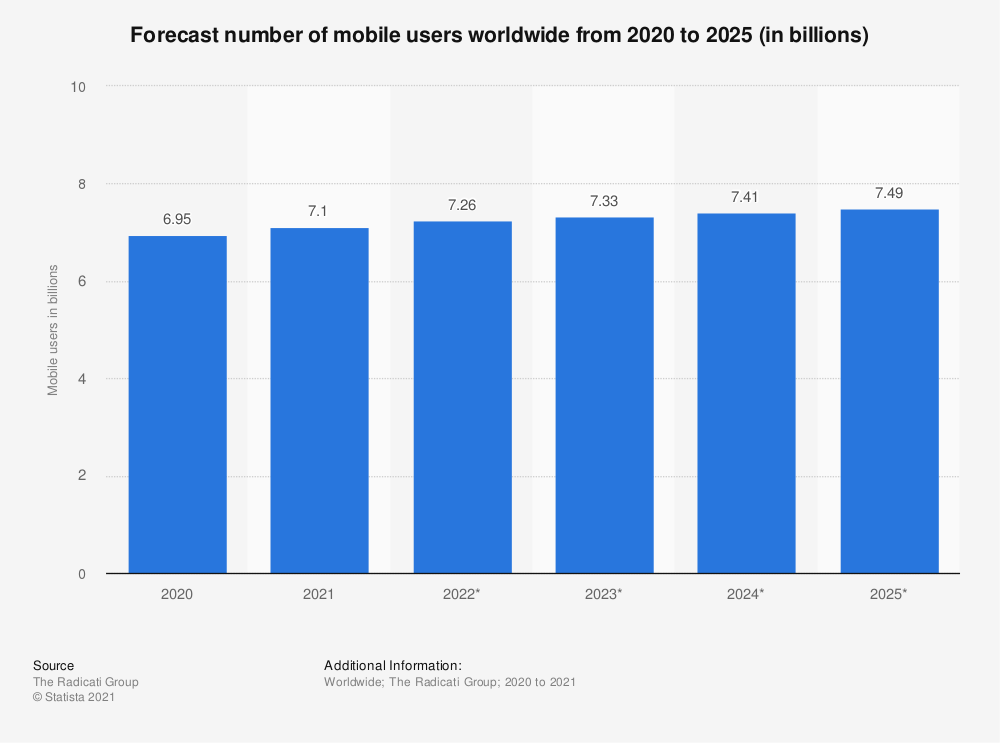 Forecast number of mobile users worldwide from 2020 to 2025 (in billions)
Mobile users in billions
10
8
6
4
2
0
6.95
7.1
7.26
7.33
7.41
7.49
2020
2021
2022*
2023*
2024*
2025*
Source
The Radicati Group
© Statista 2021
Additional Information:
Worldwide; The Radicati Group; 2020 to 2021